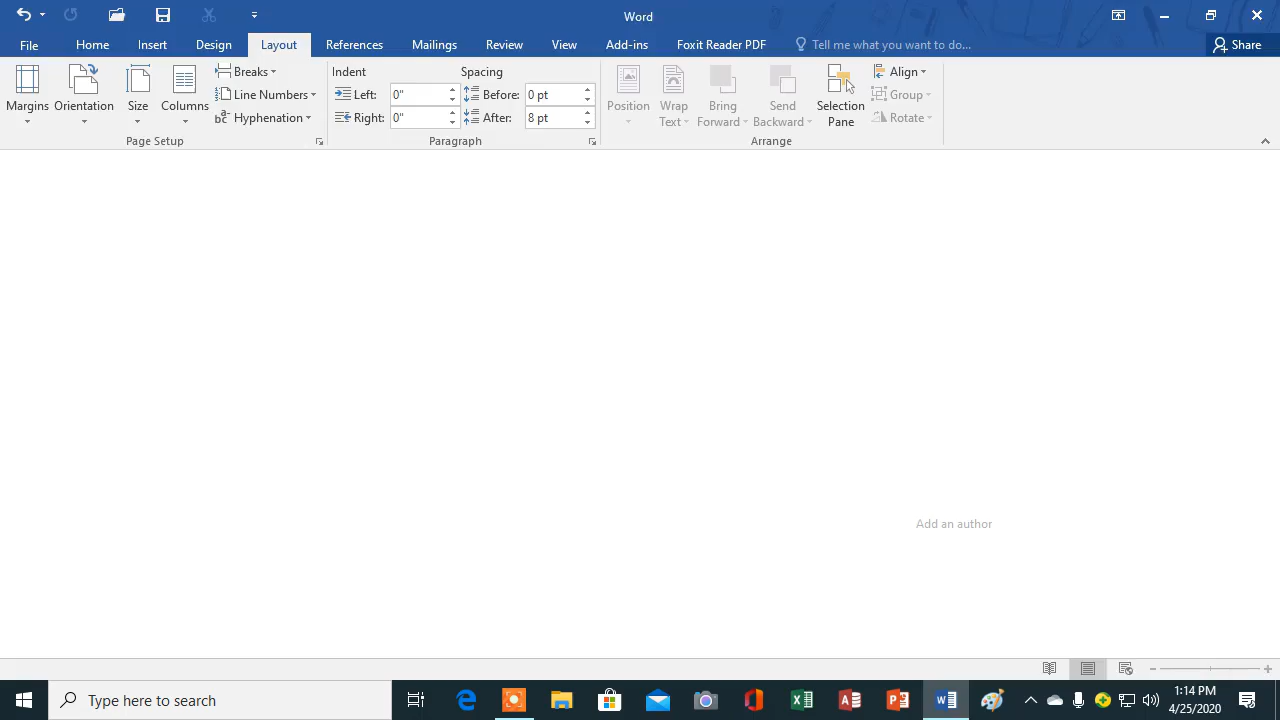 Word
File Home Insert Design Layout References Mailings Review View Add-ins Foxit Reader PDF Tell me what you want to do... Share
Margins Orientation Size Columns
Breaks
Line Numbers
Hyphenation
Page Setup
Indent Spacing
Left: 0" Before: 0 pt
Right: 0" After: 8 pt
Paragraph
Position Wrap Text Bring Forward Send Backward Selection Pane
Align
Group
Rotate
Arrange
Add an author
Type here to search
1:14 PM
4/25/2020